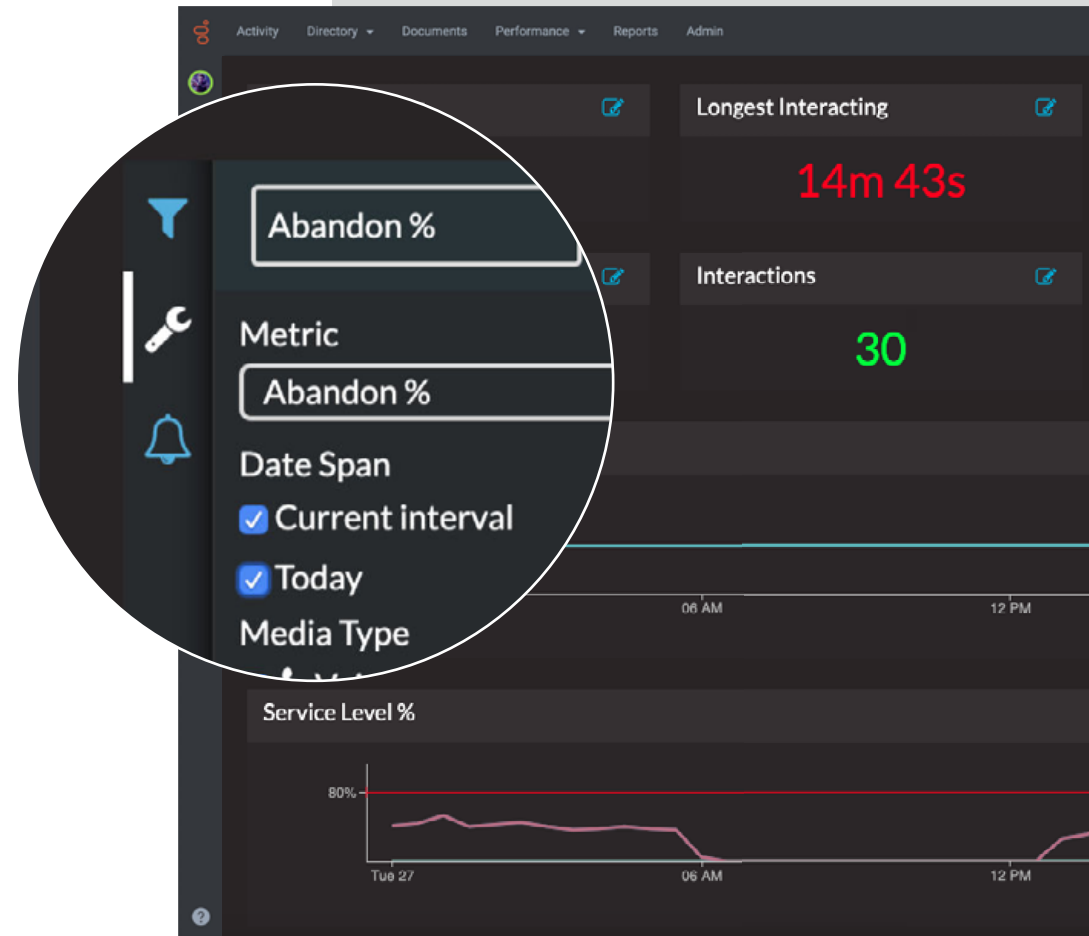 Activity Directory Documents Performance Reports Admin
Longest Interacting
14m 43s
Abandon %
Interactions
30
Metric
Abandon %
Date Span
Current interval
Today
Media Type
06 AM 12 PM
Service Level %
80%
Tue 27 06 AM 12 PM
?